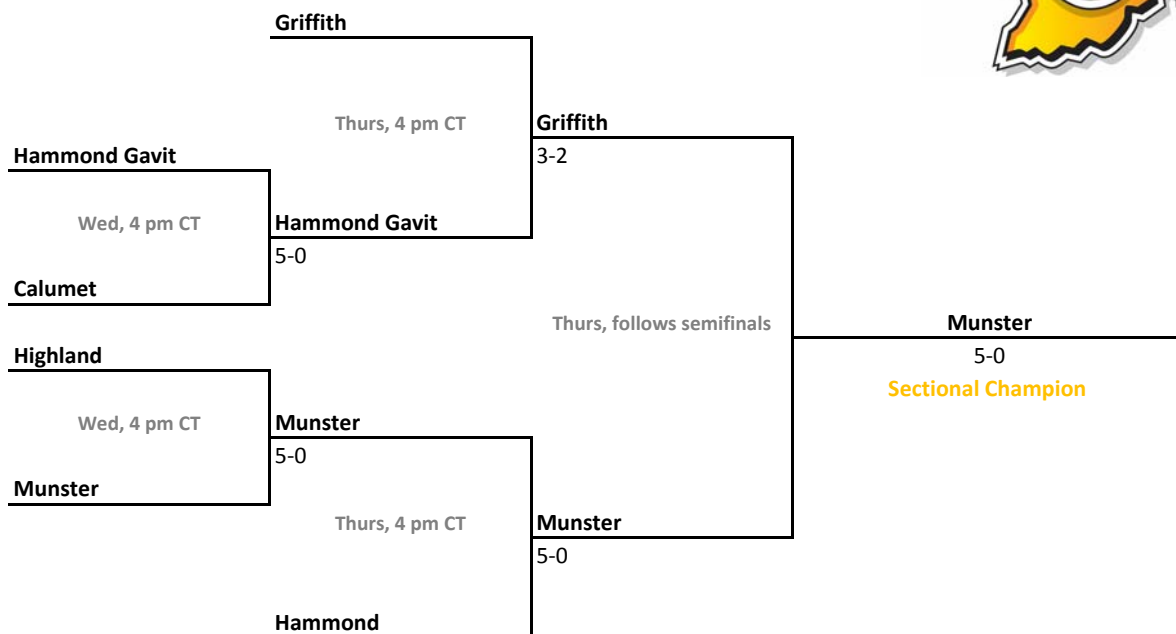 Griffith
Thurs, 4 pm CT
Griffith
3-2
Hammond Gavit
Wed, 4 pm CT
Hammond Gavit
5-0
Calumet
Thurs, follows semifinals
Munster
5-0
Sectional Champion
Highland
Wed, 4 pm CT
Munster
5-0
Munster
Thurs, 4 pm CT
Munster
5-0
Hammond